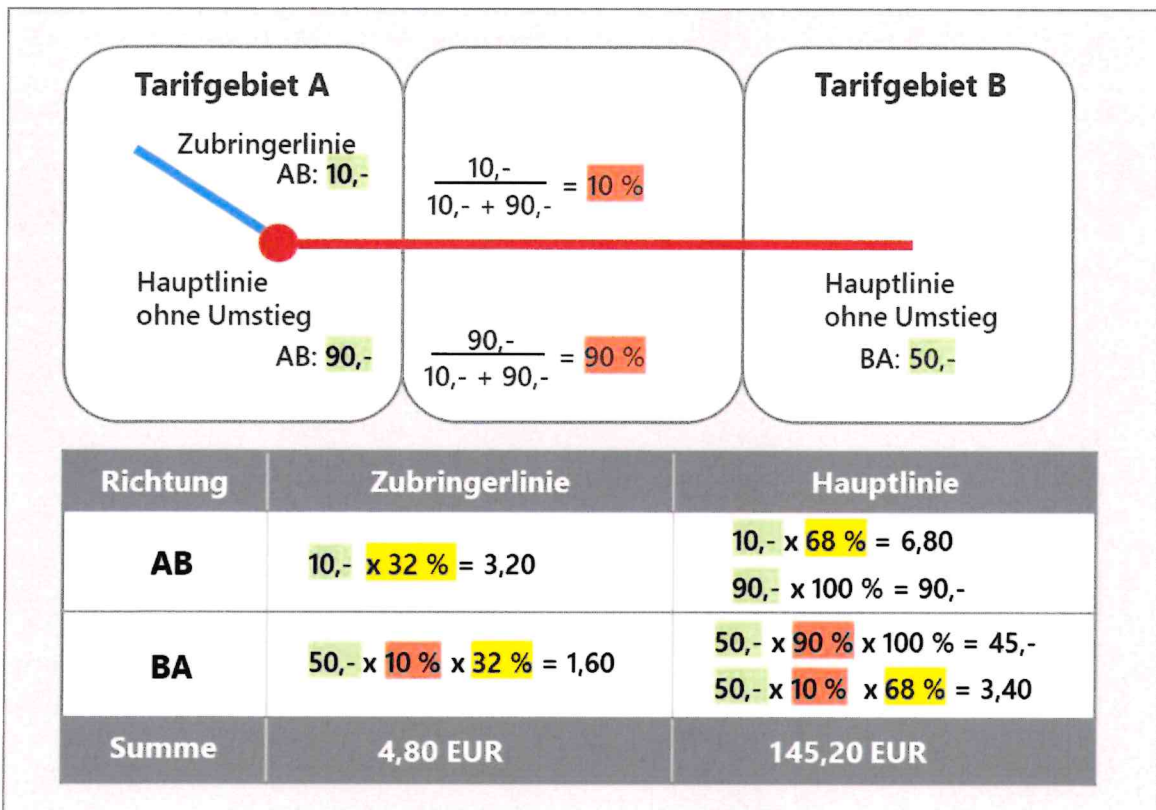 Tarifgebiet A
Tarifgebiet B
Zubringerlinie
AB: 10,-
10,-
10,- + 90,-
= 10 %
Hauptlinie
ohne Umstieg
AB: 90,-
90,-
10,- + 90,-
= 90 %
Hauptlinie
ohne Umstieg
BA: 50,-
Richtung Zubringerlinie Hauptlinie
AB
10,- x 32 % = 3,20
10,- x 68 % = 6,80
90,- x 100 % = 90,-
BA
50,- x 10 % x 32 % = 1,60
50,- x 90 % x 100 % = 45,-
50,- x 10 % x 68 % = 3,40
Summe 4,80 EUR 145,20 EUR